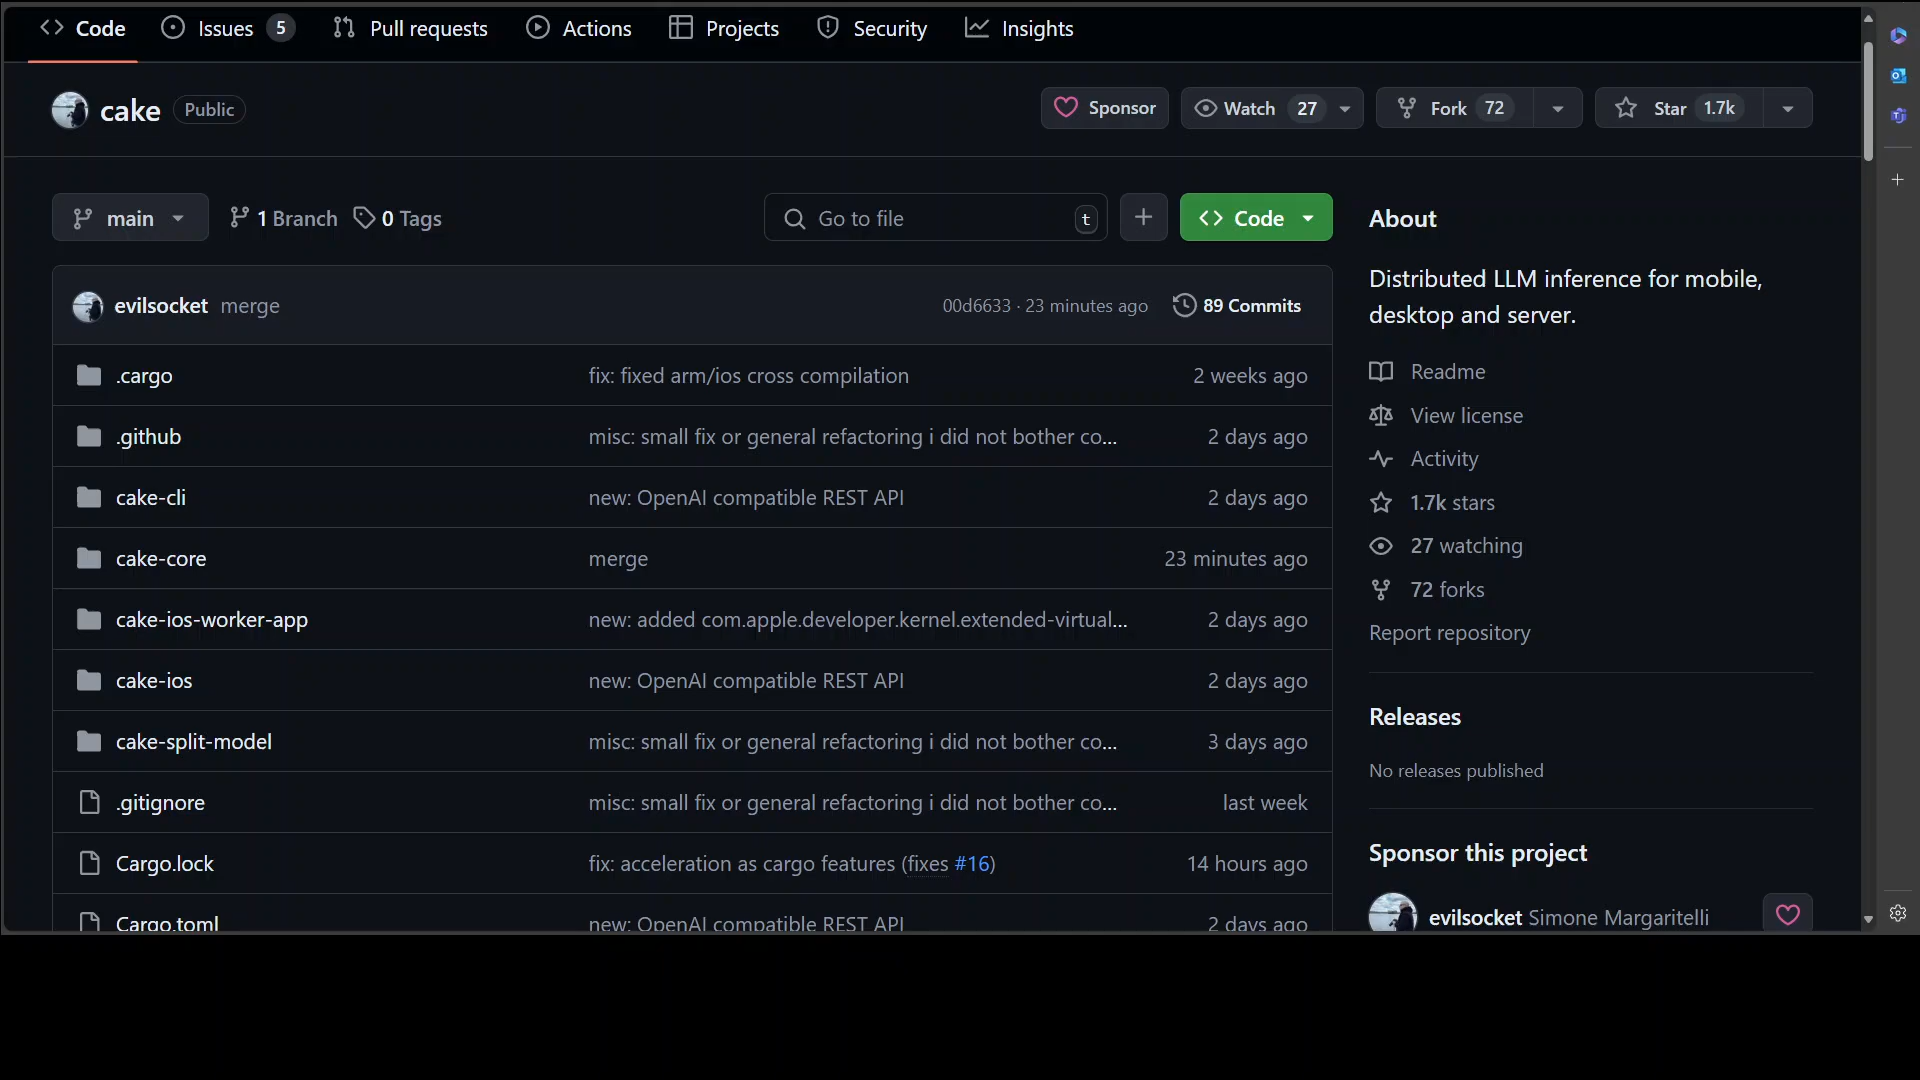 Code Issues 5 Pull requests Actions Projects Security Insights
cake Public Sponsor Watch 27 Fork 72 Star 1.7k
main 1 Branch 0 Tags Go to file t + Code
evilsocket merge 00d6633 · 23 minutes ago 89 Commits
.cargo fix: fixed arm/ios cross compilation 2 weeks ago
.github misc: small fix or general refactoring i did not bother co... 2 days ago
cake-cli new: OpenAI compatible REST API 2 days ago
cake-core merge 23 minutes ago
cake-ios-worker-app new: added com.apple.developer.kernel.extended-virtual... 2 days ago
cake-ios new: OpenAI compatible REST API 2 days ago
cake-split-model misc: small fix or general refactoring i did not bother co... 3 days ago
.gitignore misc: small fix or general refactoring i did not bother co... last week
Cargo.lock fix: acceleration as cargo features (fixes #16) 14 hours ago
Cargo.toml new: OpenAI compatible REST API 2 days ago
About
Distributed LLM inference for mobile,
desktop and server.
Readme
View license
Activity
1.7k stars
27 watching
72 forks
Report repository
Releases
No releases published
Sponsor this project
evilsocket Simone Margaritelli